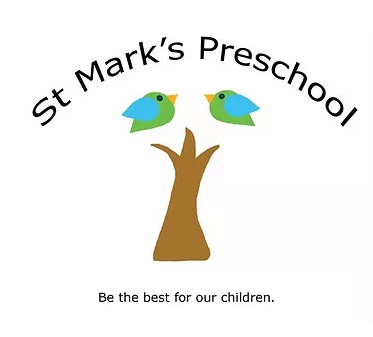 St Mark’s Preschool
Be the best for our children.